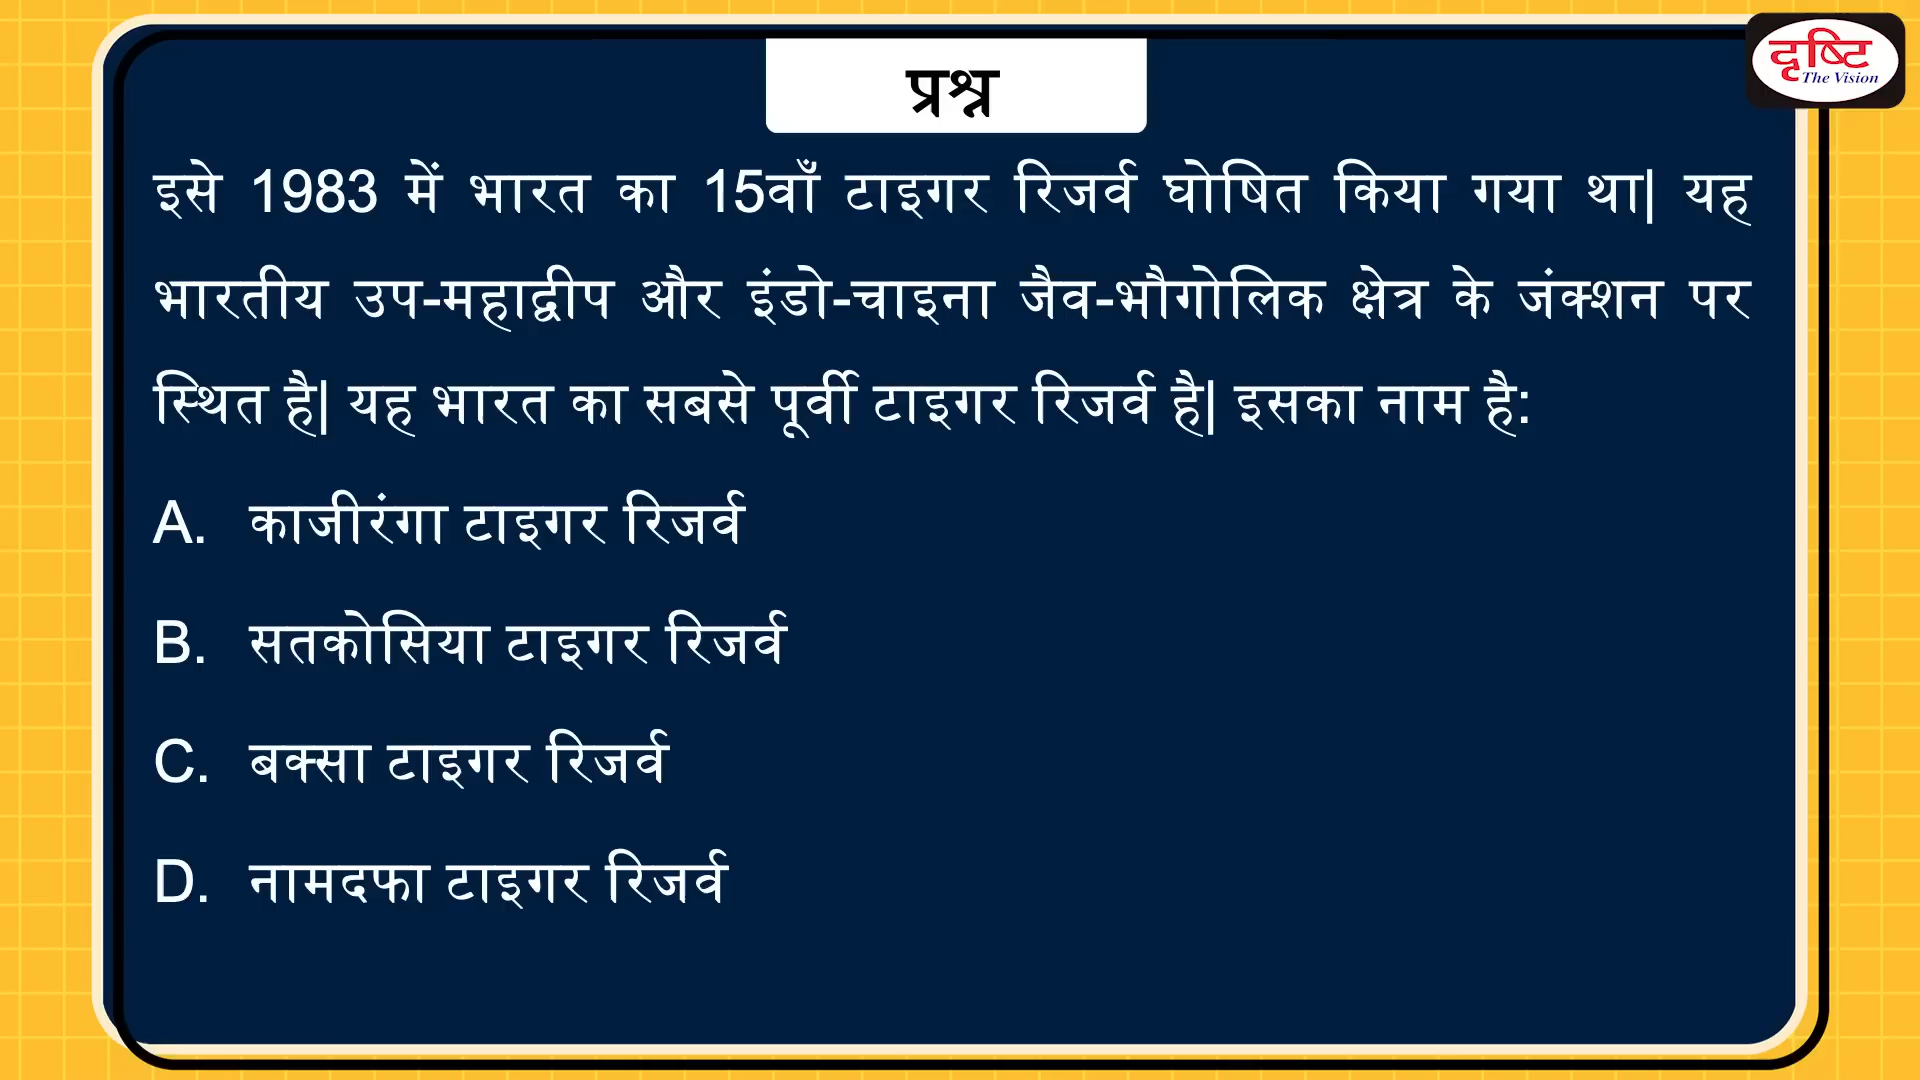 दृष्टि
The Vision
प्रश्न
इसे 1983 में भारत का 15वाँ टाइगर रिजर्व घोषित किया गया था| यह
भारतीय उप-महाद्वीप और इंडो-चाइना जैव-भौगोलिक क्षेत्र के जंक्शन पर
स्थित है| यह भारत का सबसे पूर्वी टाइगर रिजर्व है| इसका नाम है:
A. काजीरंगा टाइगर रिजर्व
B. सतकोसिया टाइगर रिजर्व
C. बक्सा टाइगर रिजर्व
D. नामदफा टाइगर रिजर्व